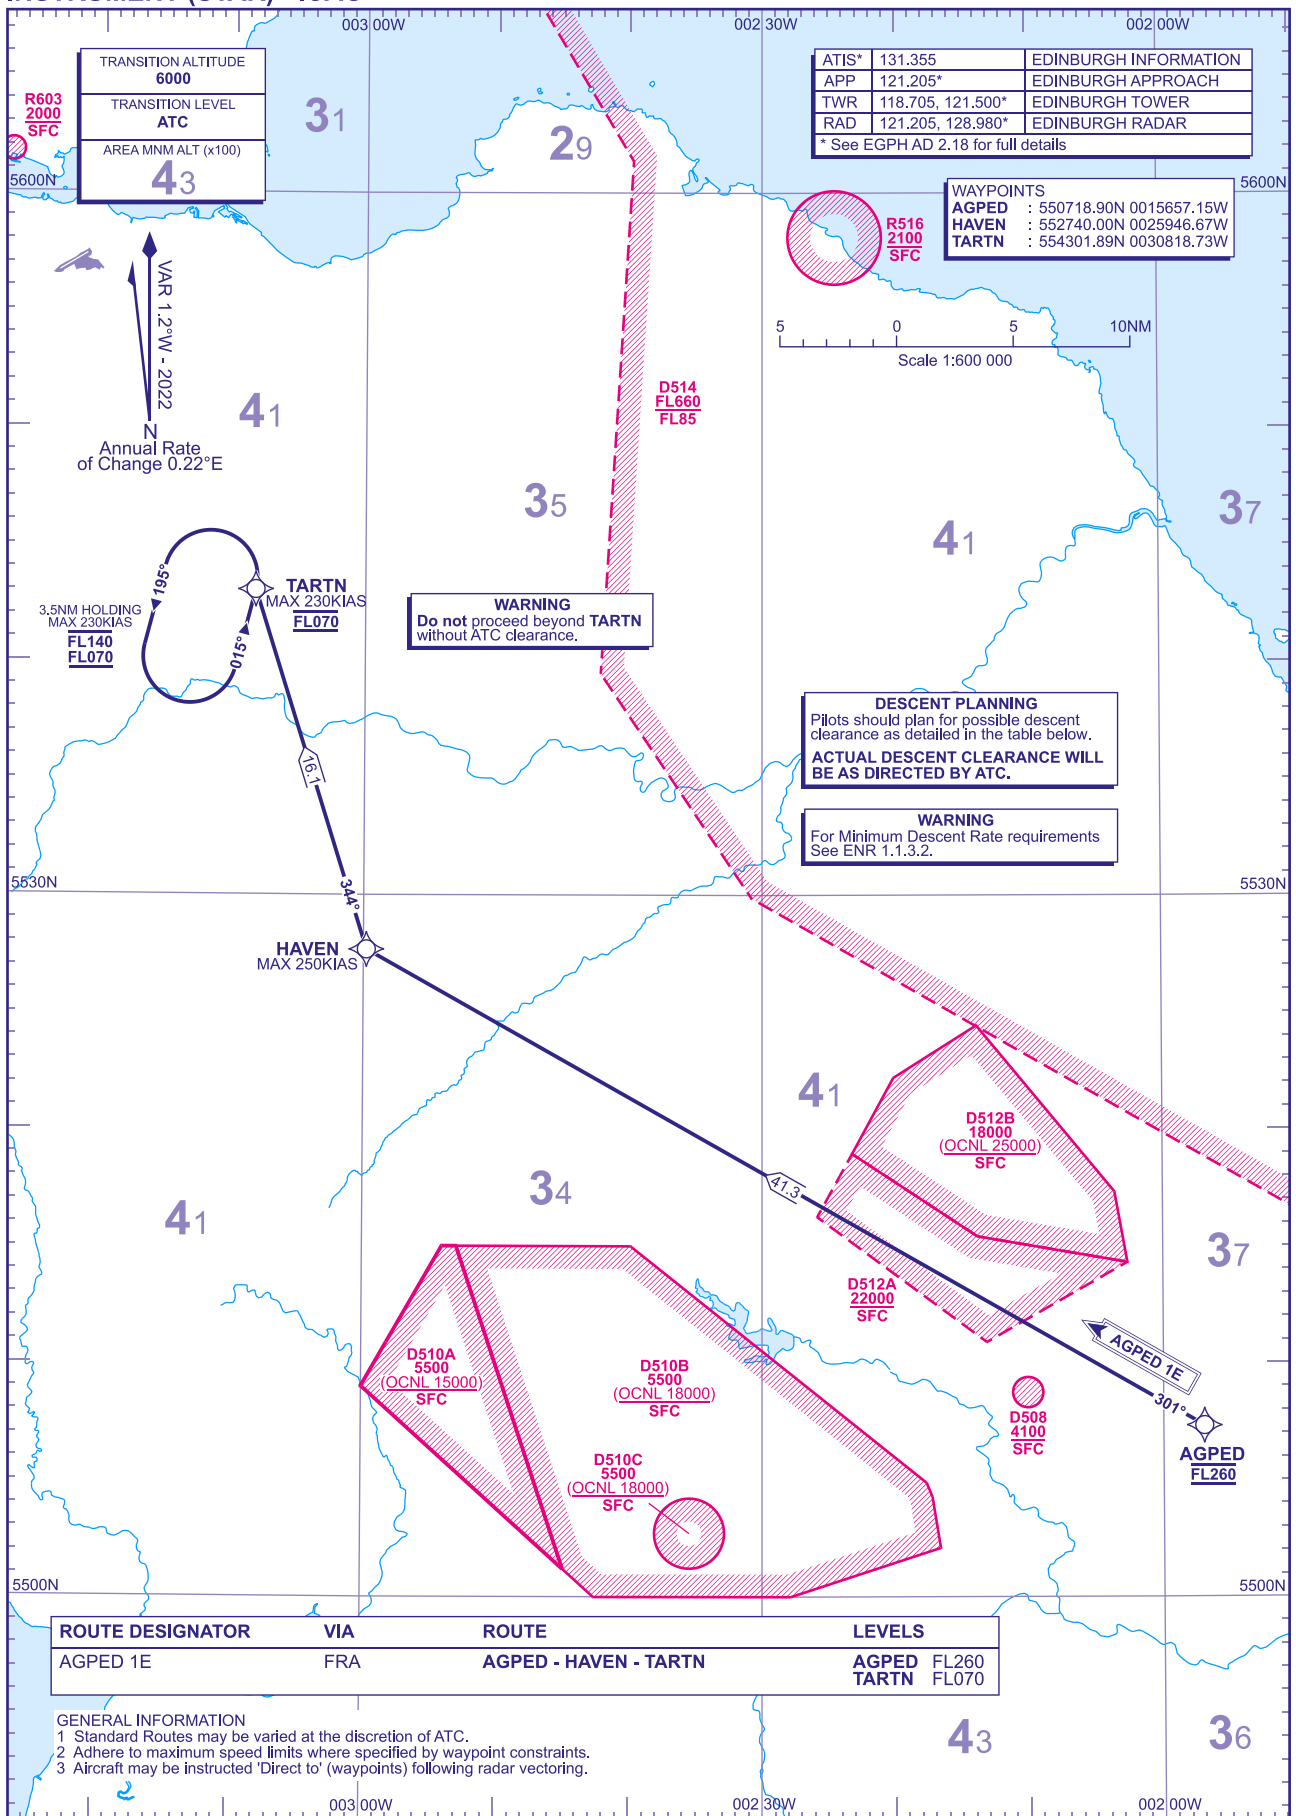 003 00W
002 30W
002 00W
TRANSITION ALTITUDE
6000
TRANSITION LEVEL
ATC
AREA MNM ALT (x100)
43
R603
2000
SFC
31
29
ATIS* 131.355 EDINBURGH INFORMATION
APP 121.205* EDINBURGH APPROACH
TWR 118.705, 121.500* EDINBURGH TOWER
RAD 121.205, 128.980* EDINBURGH RADAR
* See EGPH AD 2.18 for full details
5600N
5600N
WAYPOINTS
AGPED : 550718.90N 0015657.15W
HAVEN : 552740.00N 0025946.67W
TARTN : 554301.89N 0030818.73W
R516
2100
SFC
VAR 1.2°W - 2022
N
Annual Rate
of Change 0.22°E
5 0 5 10NM
Scale 1:600 000
D514
FL660
FL85
41
35
41
37
195°
015°
3.5NM HOLDING
MAX 230KIAS
FL140
FL070
TARTN
MAX 230KIAS
FL070
WARNING
Do not proceed beyond TARTN
without ATC clearance.
DESCENT PLANNING
Pilots should plan for possible descent
clearance as detailed in the table below.
ACTUAL DESCENT CLEARANCE WILL
BE AS DIRECTED BY ATC.
16.1
WARNING
For Minimum Descent Rate requirements
See ENR 1.1.3.2.
344°
5530N
5530N
HAVEN
MAX 250KIAS
41
D512B
18000
(OCNL 25000)
SFC
41.3
34
41
37
D512A
22000
SFC
D510A
5500
(OCNL 15000)
SFC
D510B
5500
(OCNL 18000)
SFC
AGPED 1E
301°
D508
4100
SFC
AGPED
FL260
D510C
5500
(OCNL 18000)
SFC
5500N
5500N
ROUTE DESIGNATOR VIA ROUTE LEVELS
AGPED 1E FRA AGPED - HAVEN - TARTN AGPED FL260
TARTN FL070
GENERAL INFORMATION
1 Standard Routes may be varied at the discretion of ATC.
2 Adhere to maximum speed limits where specified by waypoint constraints.
3 Aircraft may be instructed 'Direct to' (waypoints) following radar vectoring.
43
36
003 00W
002 30W
002 00W